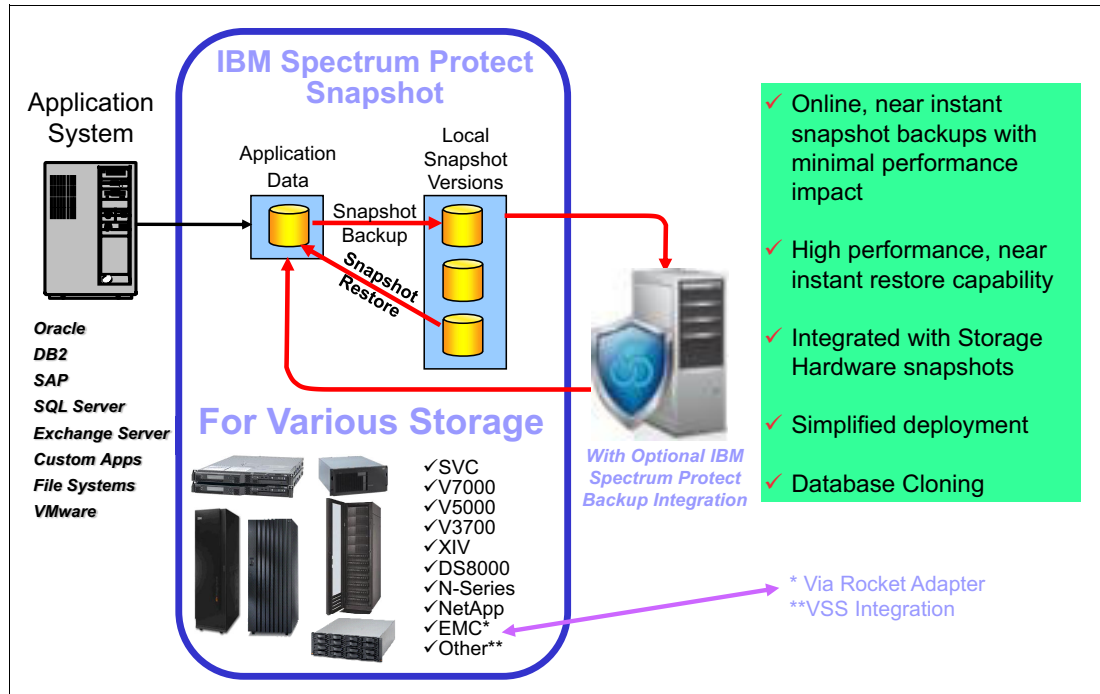 IBM Spectrum Protect
Snapshot
Application
System
Application
Data
Local
Snapshot
Versions
Snapshot
Backup
Snapshot
Restore
Oracle
DB2
SAP
SQL Server
Exchange Server
Custom Apps
File Systems
VMware
For Various Storage
✓SVC
✓V7000
✓V5000
✓V3700
✓XIV
✓DS8000
✓N-Series
✓NetApp
✓EMC*
✓Other**
With Optional IBM
Spectrum Protect
Backup Integration
✓ Online, near instant
snapshot backups with
minimal performance
impact
✓ High performance, near
instant restore capability
✓ Integrated with Storage
Hardware snapshots
✓ Simplified deployment
✓ Database Cloning
* Via Rocket Adapter
**VSS Integration